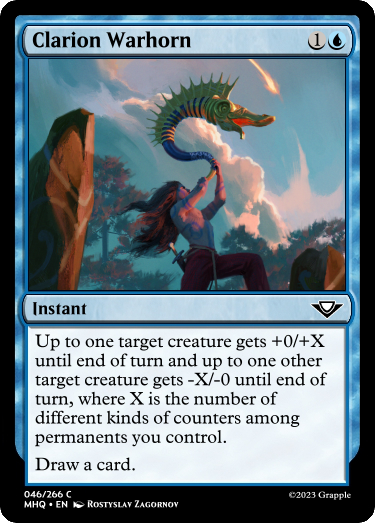 Clarion Warhorn 1
Instant
Up to one target creature gets +0/+X
until end of turn and up to one other
target creature gets -X/-0 until end of
turn, where X is the number of
different kinds of counters among
permanents you control.
Draw a card.
046/266 C
MHQ • EN Rostyslav Zagornov
©2023 Grapple